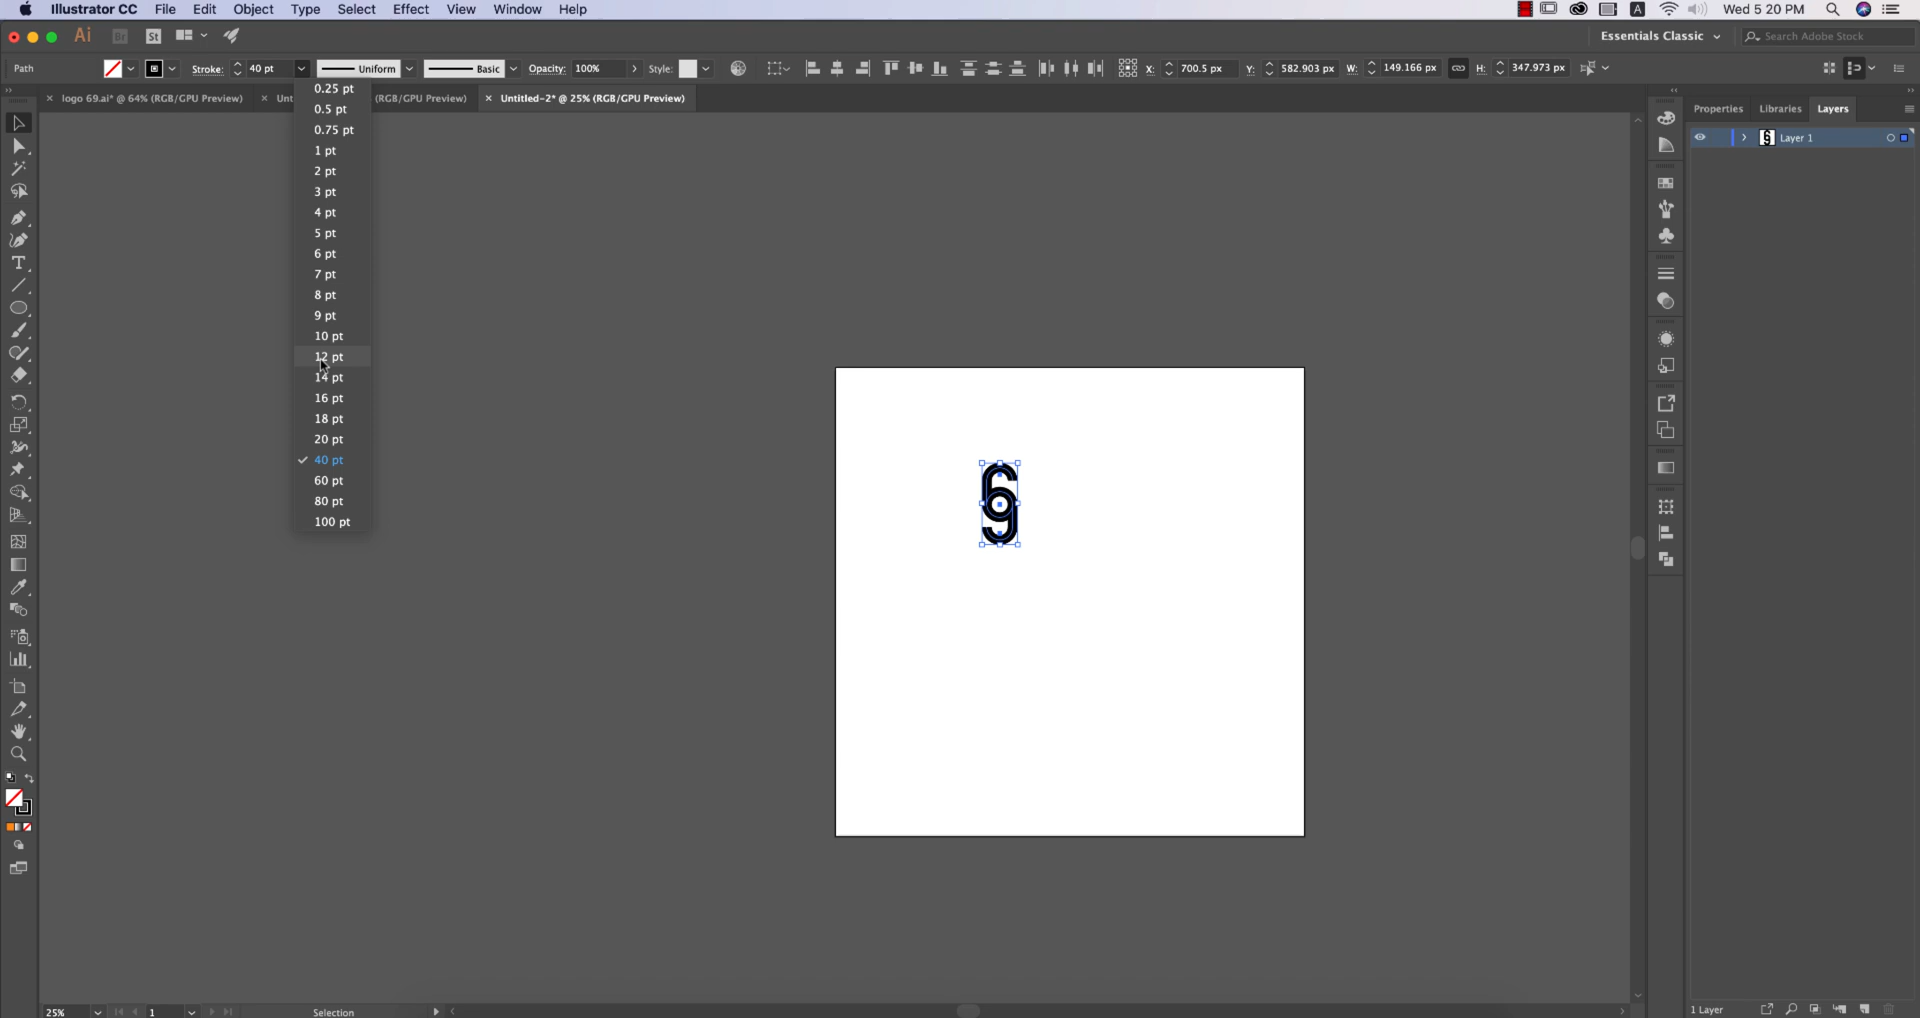 Illustrator CC File Edit Object Type Select Effect View Window Help A Wed 5 20 PM
Ai Br St Essentials Classic Search Adobe Stock
Path Stroke: 40 pt Uniform Basic Opacity: 100% Style: X: 700.5 px Y: 582.903 px W: 149.166 px H: 347.973 px
× logo 69.ai* @ 64% (RGB/GPU Preview) × Unt (RGB/GPU Preview) × Untitled-2* @ 25% (RGB/GPU Preview)
Properties Libraries Layers
Layer 1
0.25 pt
0.5 pt
0.75 pt
1 pt
2 pt
3 pt
4 pt
5 pt
6 pt
7 pt
8 pt
9 pt
10 pt
12 pt
14 pt
16 pt
18 pt
20 pt
40 pt
60 pt
80 pt
100 pt
69
25% 1 Selection 1 Layer